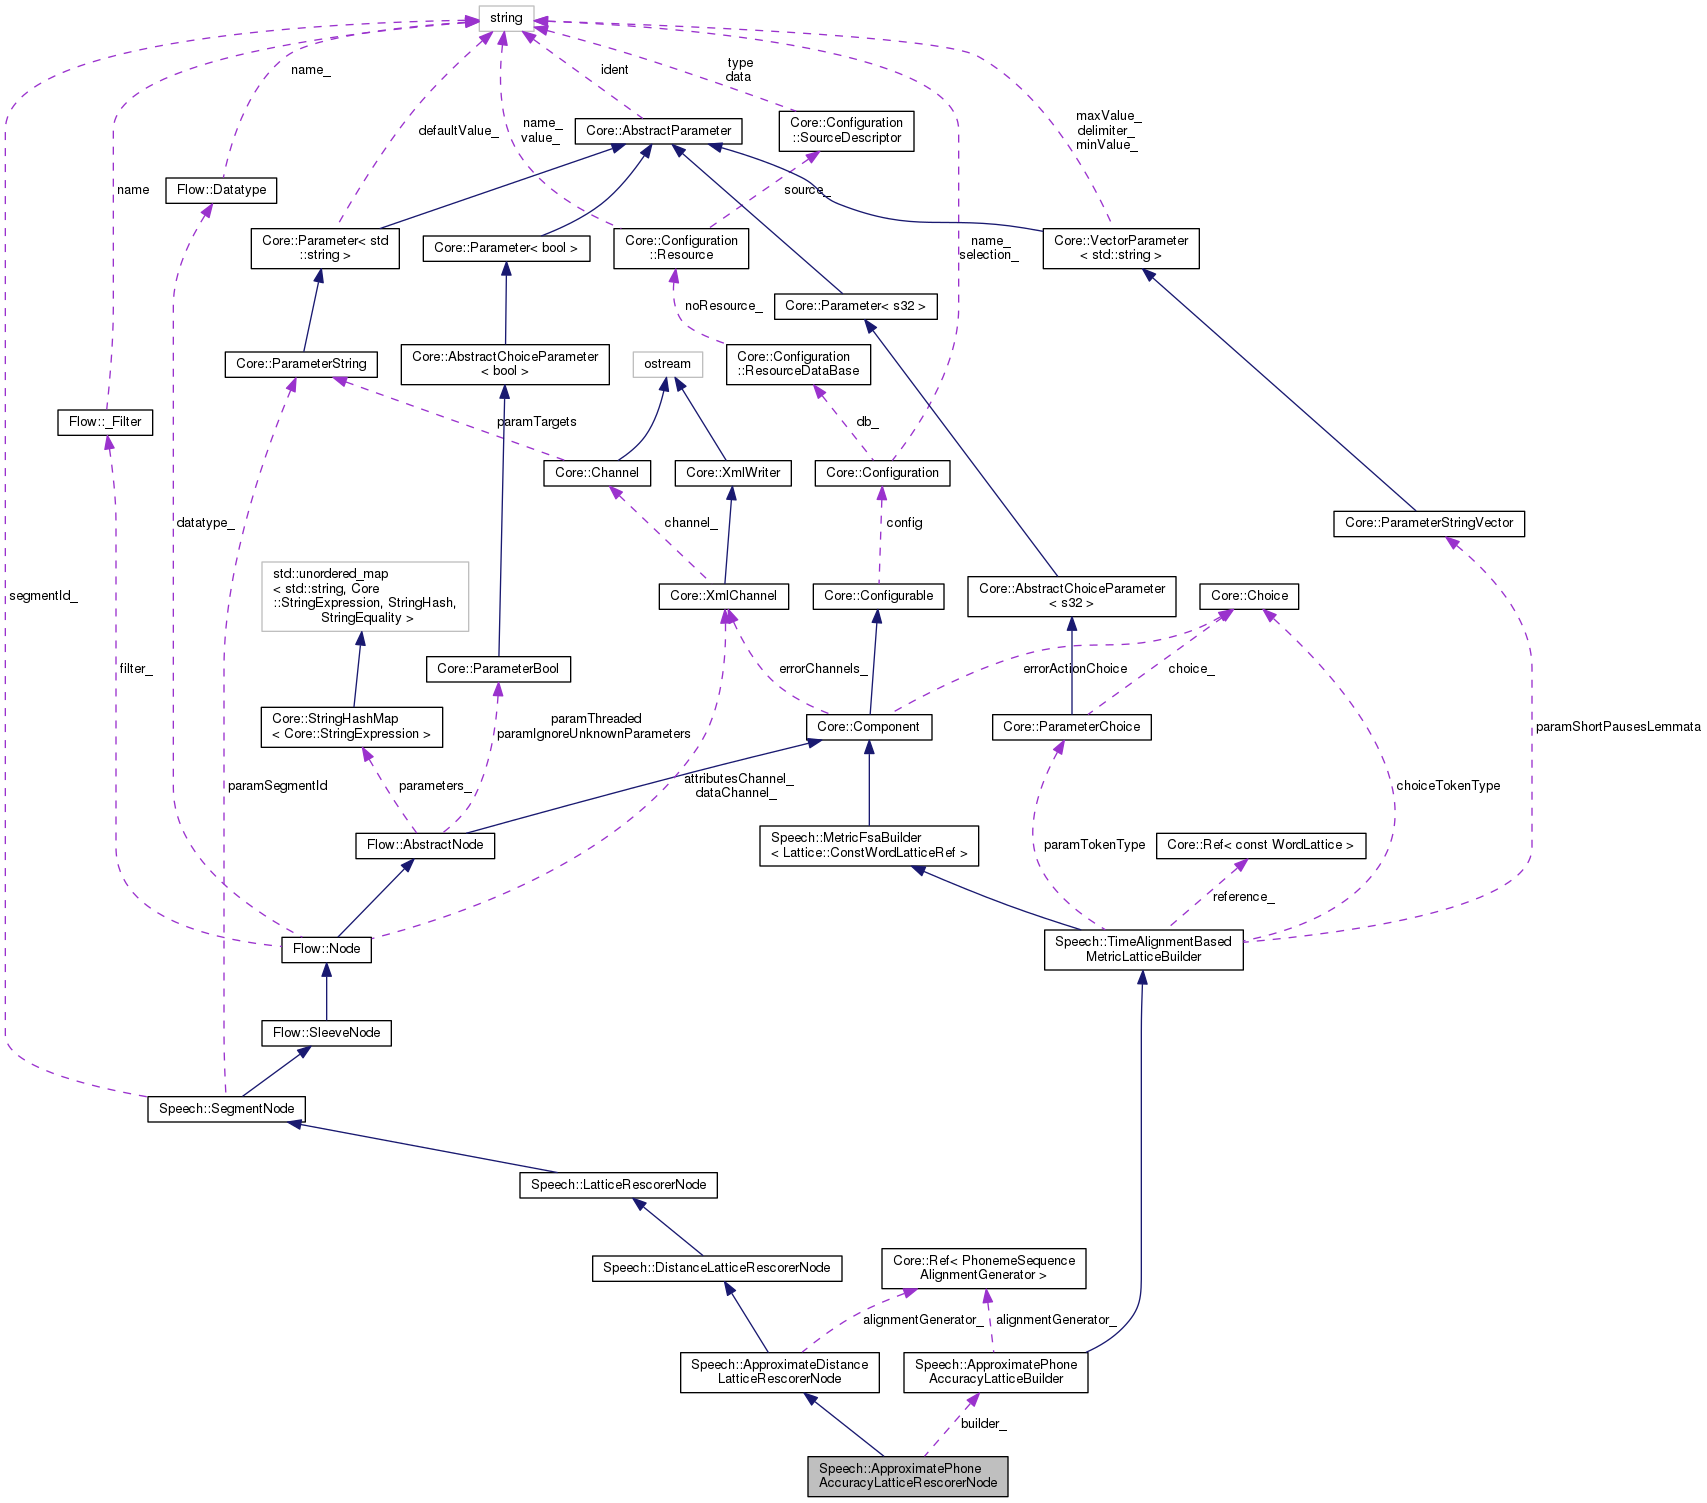 string
name_
ident
type
data
Core::Configuration
::SourceDescriptor
Core::AbstractParameter
defaultValue_
name_
value_
maxValue_
delimiter_
minValue_
name
Flow::Datatype
source_
Core::Parameter< std
::string >
Core::Parameter< bool >
Core::Configuration
::Resource
name_
selection_
Core::VectorParameter
< std::string >
noResource_
Core::Parameter< s32 >
Core::ParameterString
Core::AbstractChoiceParameter
< bool >
ostream
Core::Configuration
::ResourceDataBase
Flow::_Filter
paramTargets
db_
Core::Channel
Core::XmlWriter
Core::Configuration
datatype_
channel_
config
Core::ParameterStringVector
segmentId_
std::unordered_map
< std::string, Core
::StringExpression, StringHash,
StringEquality >
Core::XmlChannel
Core::Configurable
Core::AbstractChoiceParameter
< s32 >
Core::Choice
filter_
Core::ParameterBool
errorChannels_
errorActionChoice
choice_
Core::StringHashMap
< Core::StringExpression >
paramThreaded
paramIgnoreUnknownParameters
Core::Component
Core::ParameterChoice
paramShortPausesLemmata
paramSegmentId
parameters_
attributesChannel_
dataChannel_
choiceTokenType
Flow::AbstractNode
Speech::MetricFsaBuilder
< Lattice::ConstWordLatticeRef >
paramTokenType
Core::Ref< const WordLattice >
reference_
Flow::Node
Speech::TimeAlignmentBased
MetricLatticeBuilder
Flow::SleeveNode
Speech::SegmentNode
Speech::LatticeRescorerNode
Speech::DistanceLatticeRescorerNode
Core::Ref< PhonemeSequence
AlignmentGenerator >
alignmentGenerator_
alignmentGenerator_
Speech::ApproximateDistance
LatticeRescorerNode
Speech::ApproximatePhone
AccuracyLatticeBuilder
builder_
Speech::ApproximatePhone
AccuracyLatticeRescorerNode